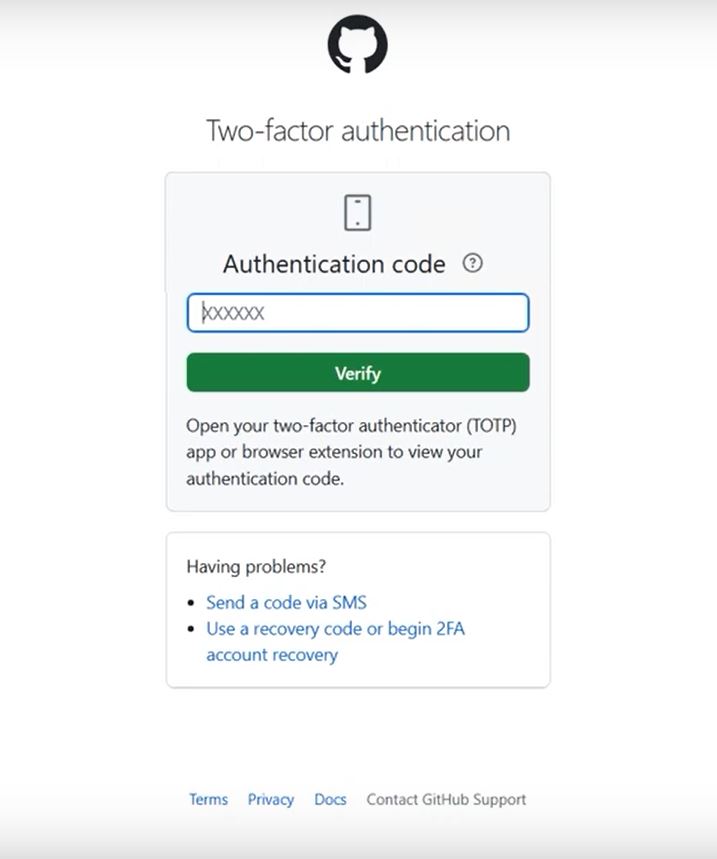 Two-factor authentication
Authentication code
XXXXXX
Verify
Open your two-factor authenticator (TOTP)
app or browser extension to view your
authentication code.
Having problems?
Send a code via SMS
Use a recovery code or begin 2FA
account recovery
Terms Privacy Docs Contact GitHub Support